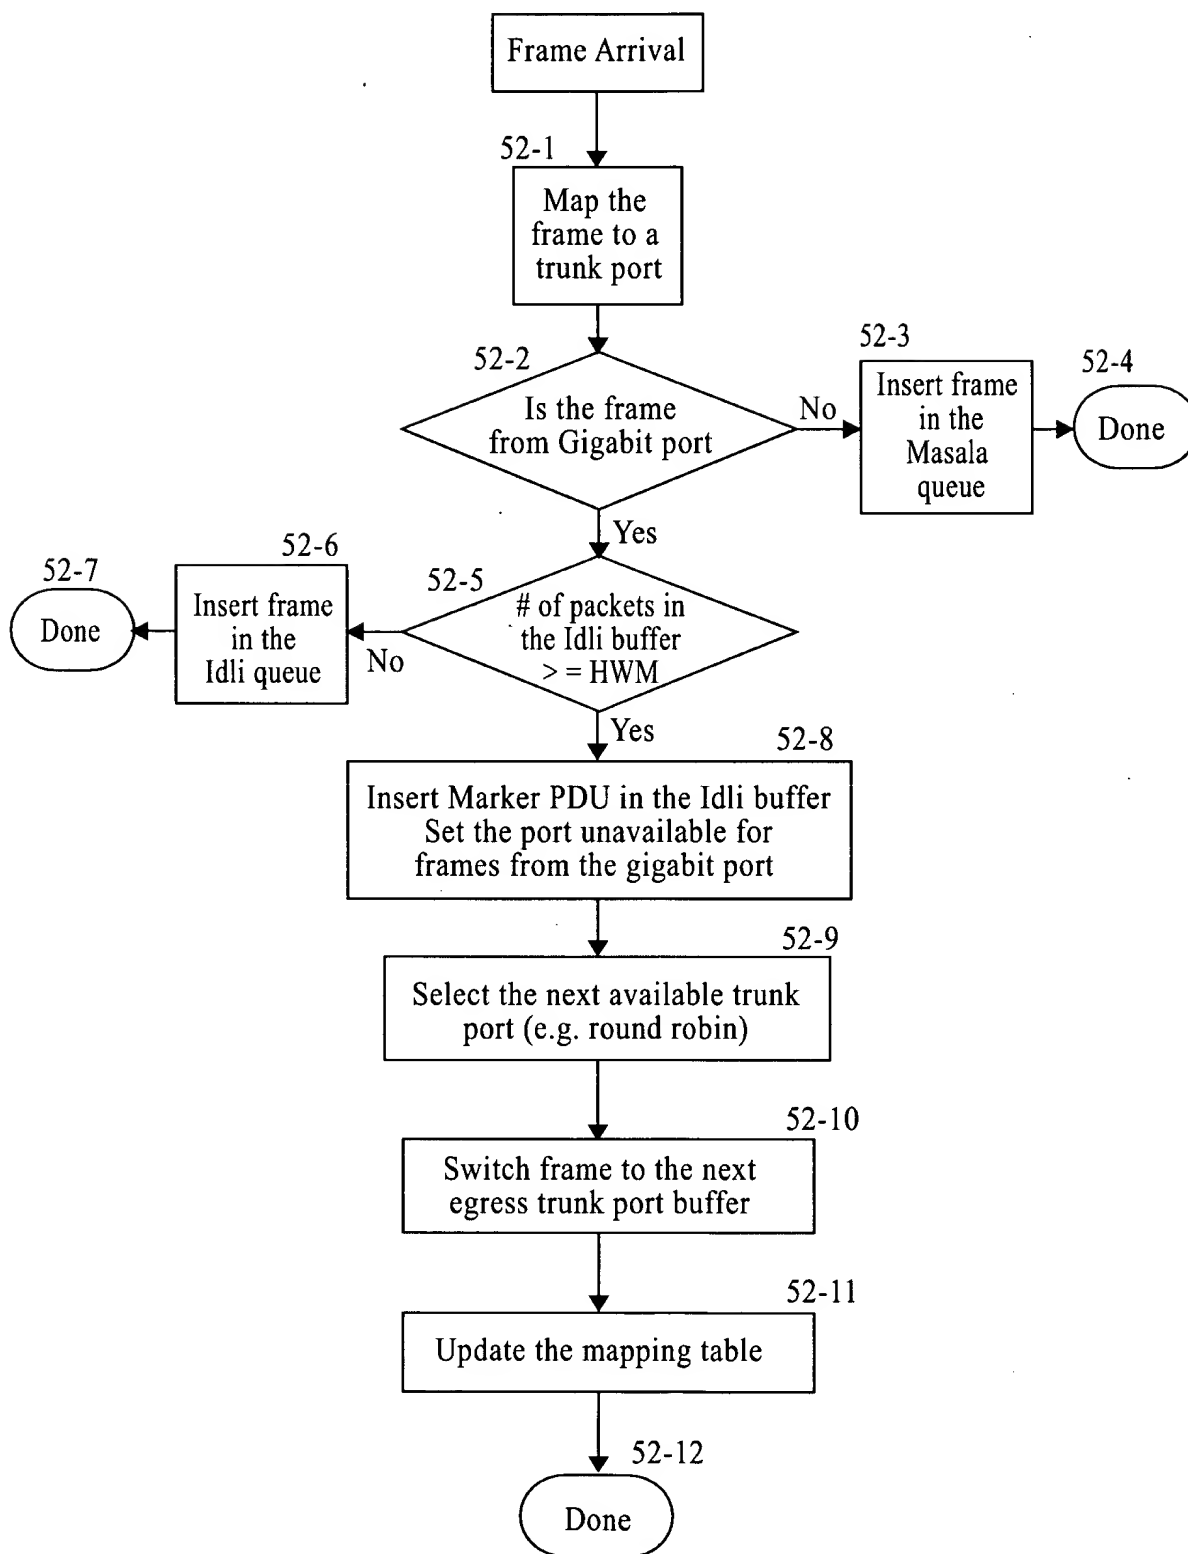 Frame Arrival
52-1
Map the
frame to a
trunk port
52-2
Is the frame
from Gigabit port
No
52-3
Insert frame
in the
Masala
queue
52-4
Done
Yes
52-5
# of packets in
the Idli buffer
> = HWM
No
52-6
Insert frame
in the
Idli queue
52-7
Done
Yes
52-8
Insert Marker PDU in the Idli buffer
Set the port unavailable for
frames from the gigabit port
52-9
Select the next available trunk
port (e.g. round robin)
52-10
Switch frame to the next
egress trunk port buffer
52-11
Update the mapping table
52-12
Done